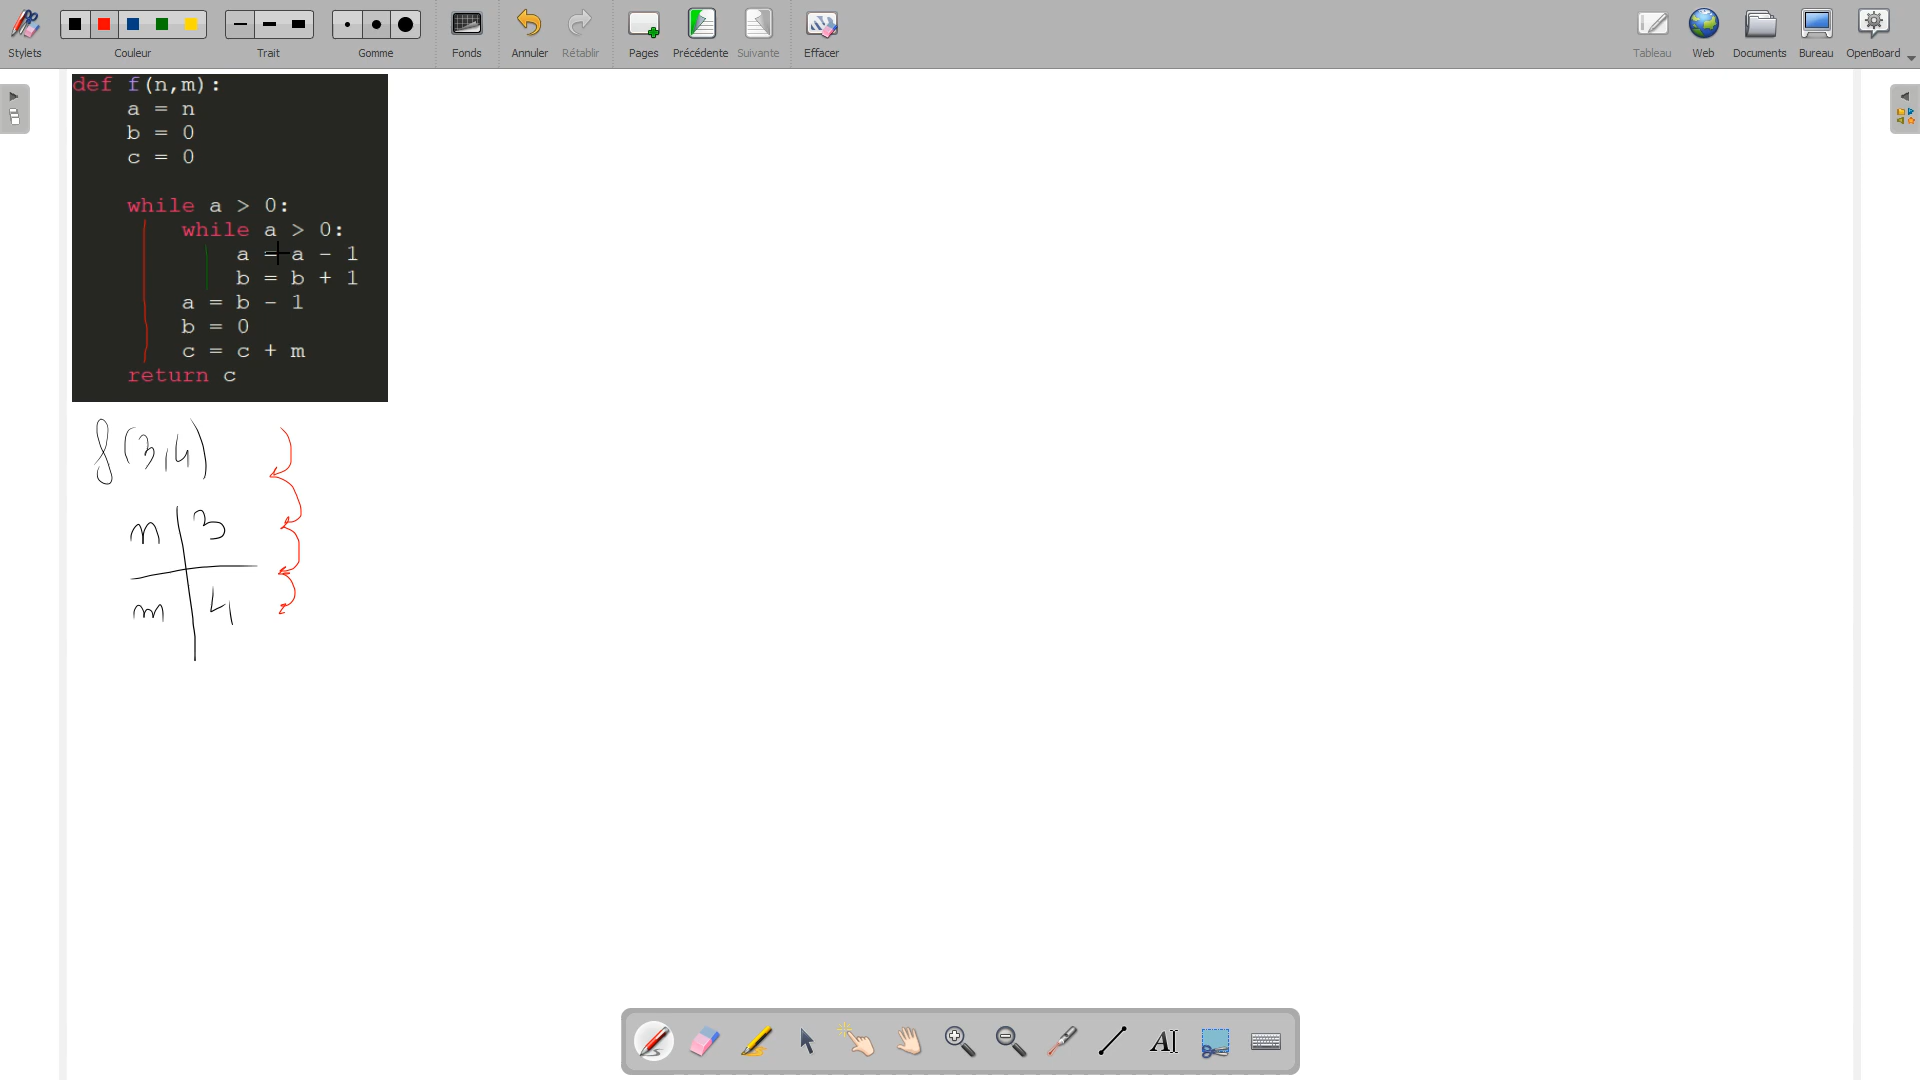 Stylets
Couleur
Trait
Gomme
Fonds
Annuler
Rétablir
Pages
Précédente
Suivante
Effacer
Tableau
Web
Documents
Bureau
OpenBoard
def f(n,m):
    a = n
    b = 0
    c = 0
    while a > 0:
        while a > 0:
            a = a - 1
            b = b + 1
        a = b - 1
        b = 0
        c = c + m
    return c
f(3,4)
n | 3
m | 4
AI